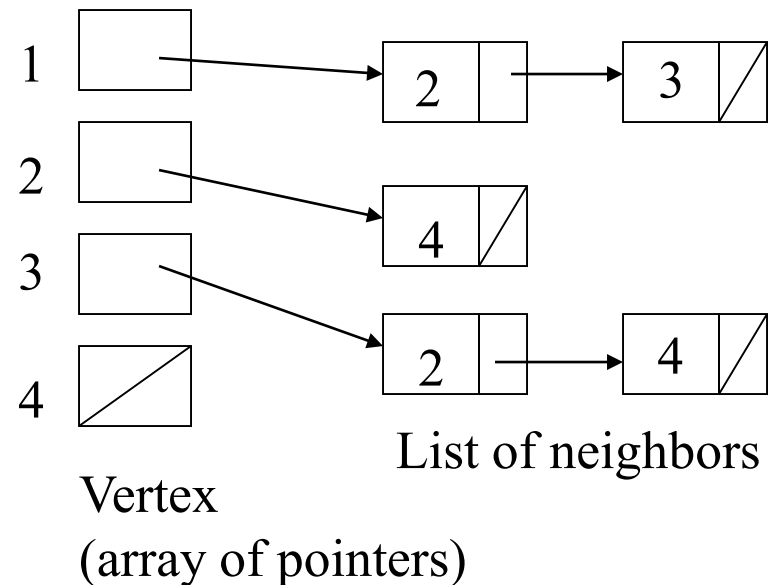 1 2 3
2 4
3 2 4
4
List of neighbors
Vertex
(array of pointers)